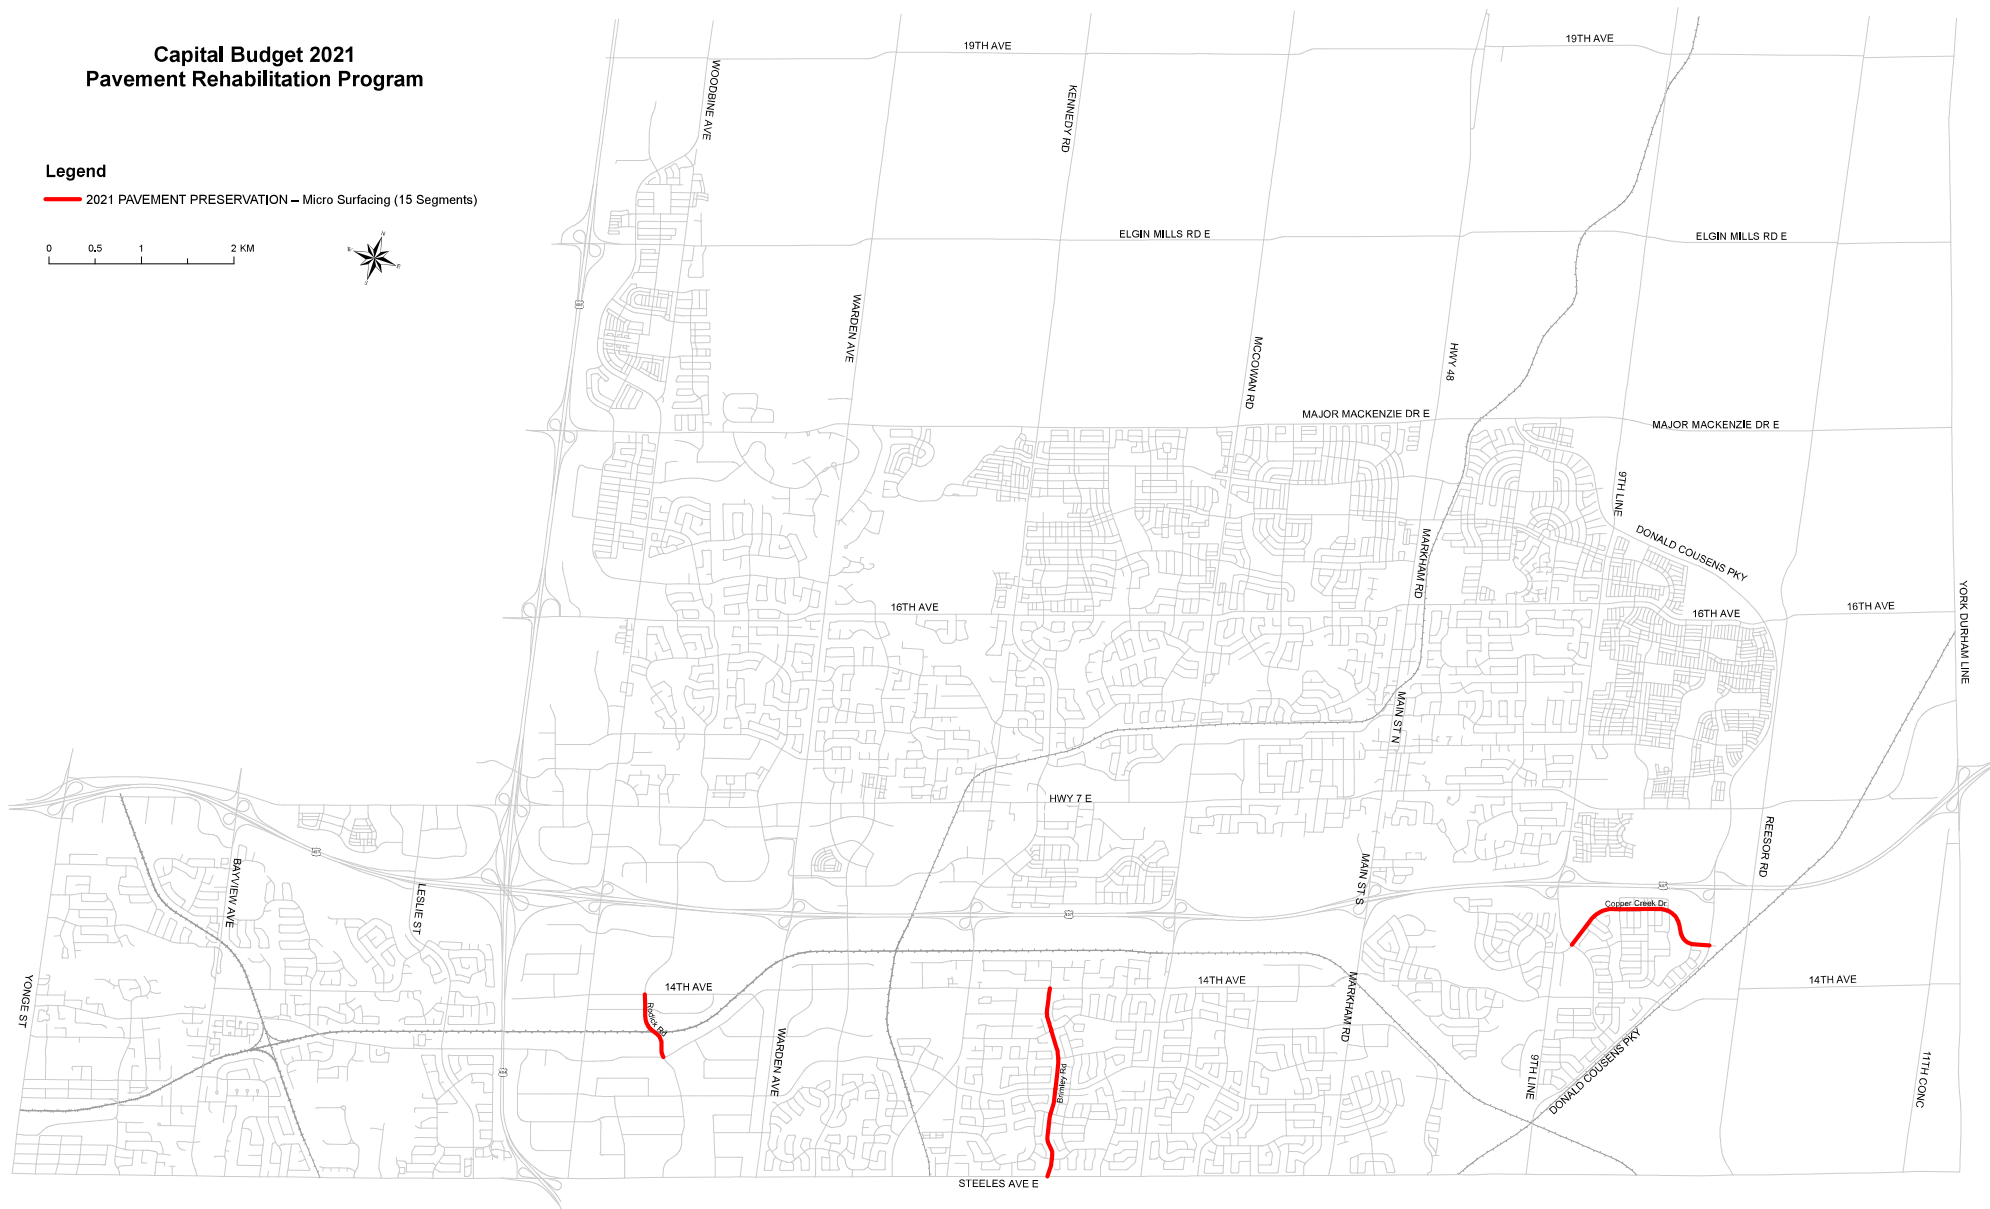 Capital Budget 2021
Pavement Rehabilitation Program
Legend
2021 PAVEMENT PRESERVATION – Micro Surfacing (15 Segments)
0 0.5 1 2 KM
N
E
S
W
19TH AVE
19TH AVE
WOODBINE AVE
KENNEDY RD
ELGIN MILLS RD E
ELGIN MILLS RD E
WARDEN AVE
MCCOWAN RD
HWY 48
MAJOR MACKENZIE DR E
MAJOR MACKENZIE DR E
9TH LINE
DONALD COUSENS PKY
MARKHAM RD
16TH AVE
16TH AVE
16TH AVE
YORK DURHAM LINE
MAIN ST N
HWY 7 E
REESOR RD
BAYVIEW AVE
LESLIE ST
MAIN ST S
Copper Creek Dr
YONGE ST
14TH AVE
14TH AVE
14TH AVE
Rodick Rd
MARKHAM RD
WARDEN AVE
Brimley Rd
9TH LINE
DONALD COUSENS PKY
11TH CONC
STEELES AVE E